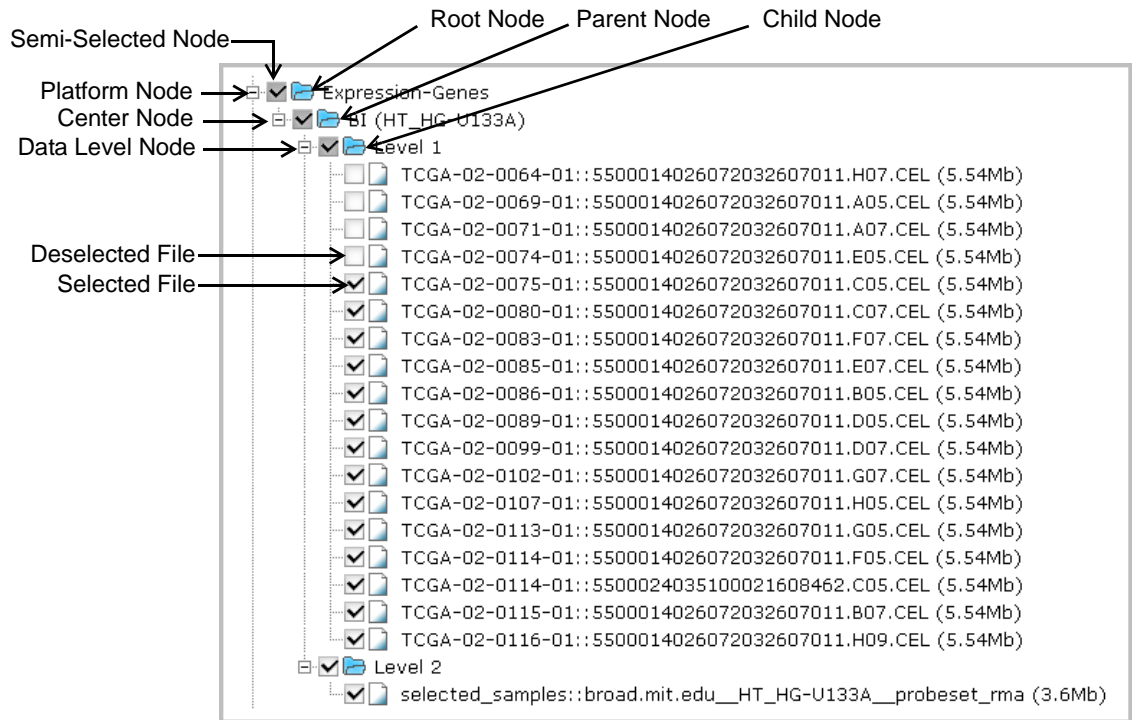 Root Node Parent Node Child Node
Semi-Selected Node
Platform Node Expression-Genes
Center Node BI (HT_HG-U133A)
Data Level Node Level 1
TCGA-02-0064-01::5500014026072032607011.H07.CEL (5.54Mb)
TCGA-02-0069-01::5500014026072032607011.A05.CEL (5.54Mb)
TCGA-02-0071-01::5500014026072032607011.A07.CEL (5.54Mb)
Deselected File TCGA-02-0074-01::5500014026072032607011.E05.CEL (5.54Mb)
Selected File TCGA-02-0075-01::5500014026072032607011.C05.CEL (5.54Mb)
TCGA-02-0080-01::5500014026072032607011.C07.CEL (5.54Mb)
TCGA-02-0083-01::5500014026072032607011.F07.CEL (5.54Mb)
TCGA-02-0085-01::5500014026072032607011.E07.CEL (5.54Mb)
TCGA-02-0086-01::5500014026072032607011.B05.CEL (5.54Mb)
TCGA-02-0089-01::5500014026072032607011.D05.CEL (5.54Mb)
TCGA-02-0099-01::5500014026072032607011.D07.CEL (5.54Mb)
TCGA-02-0102-01::5500014026072032607011.G07.CEL (5.54Mb)
TCGA-02-0107-01::5500014026072032607011.H05.CEL (5.54Mb)
TCGA-02-0113-01::5500014026072032607011.G05.CEL (5.54Mb)
TCGA-02-0114-01::5500014026072032607011.F05.CEL (5.54Mb)
TCGA-02-0114-01::5500024035100021608462.C05.CEL (5.54Mb)
TCGA-02-0115-01::5500014026072032607011.B07.CEL (5.54Mb)
TCGA-02-0116-01::5500014026072032607011.H09.CEL (5.54Mb)
Level 2
selected_samples::broad.mit.edu__HT_HG-U133A__probeset_rma (3.6Mb)